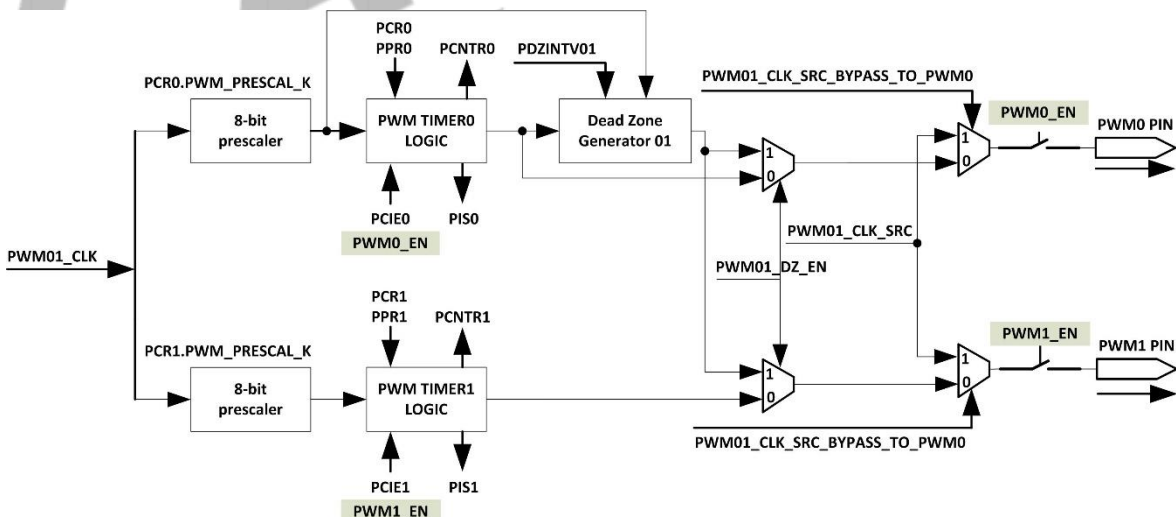 PCR0
PPR0
PCNTR0
PDZINTV01
PCR0.PWM_PRESCAL_K
PWM01_CLK_SRC_BYPASS_TO_PWM0
8-bit
prescaler
PWM TIMER0
LOGIC
Dead Zone
Generator 01
PWM0_EN
PWM0 PIN
1
0
1
0
PCIE0
PIS0
PWM0_EN
PWM01_CLK_SRC
PWM01_CLK
PWM01_DZ_EN
PCR1
PPR1
PCNTR1
PCR1.PWM_PRESCAL_K
PWM1_EN
PWM1 PIN
8-bit
prescaler
PWM TIMER1
LOGIC
1
0
1
0
PWM01_CLK_SRC_BYPASS_TO_PWM0
PCIE1
PIS1
PWM1_EN